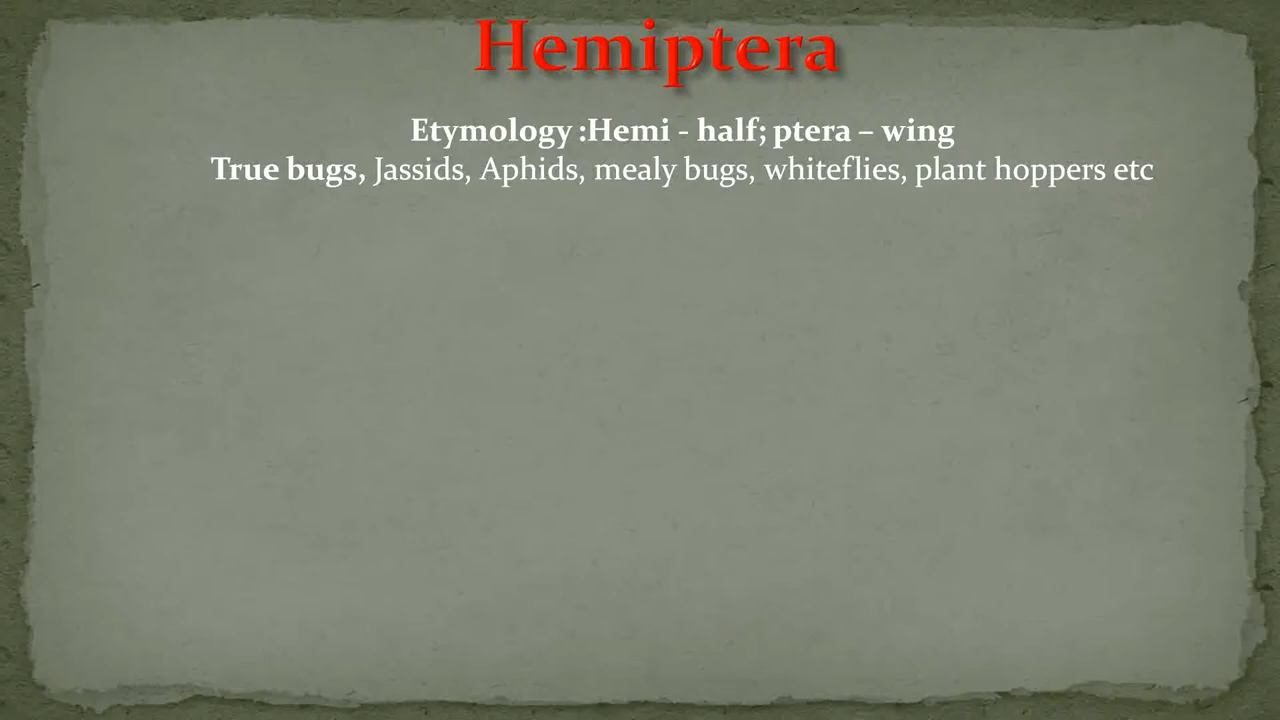 Hemiptera
Etymology :Hemi - half; ptera – wing
True bugs, Jassids, Aphids, mealy bugs, whiteflies, plant hoppers etc